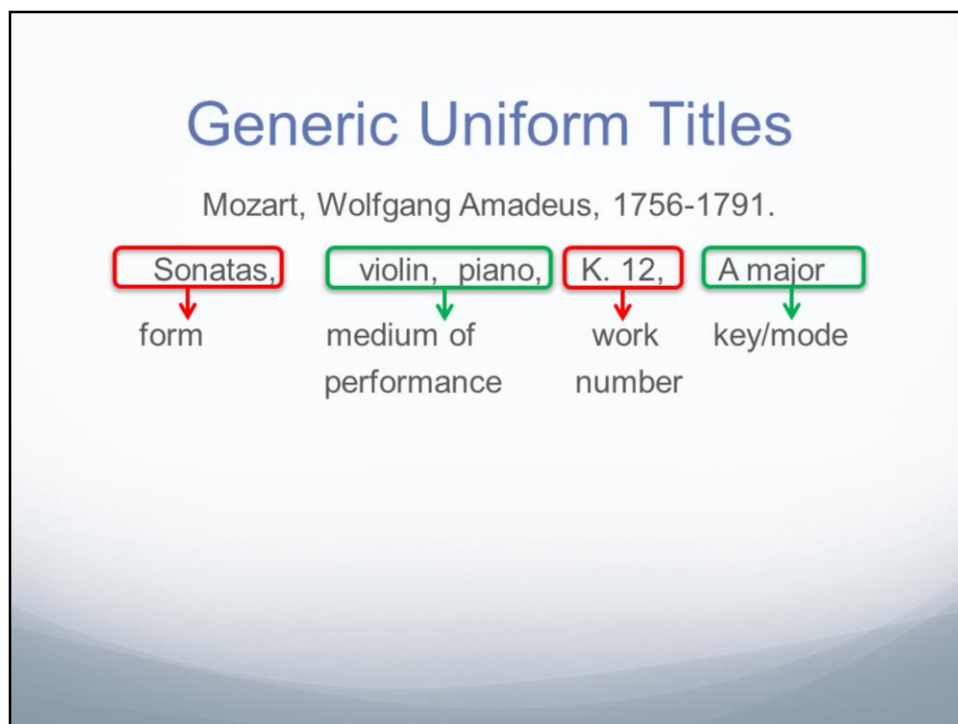 Generic Uniform Titles
Mozart, Wolfgang Amadeus, 1756-1791.
Sonatas, violin, piano, K. 12, A major
form medium of work key/mode
performance number